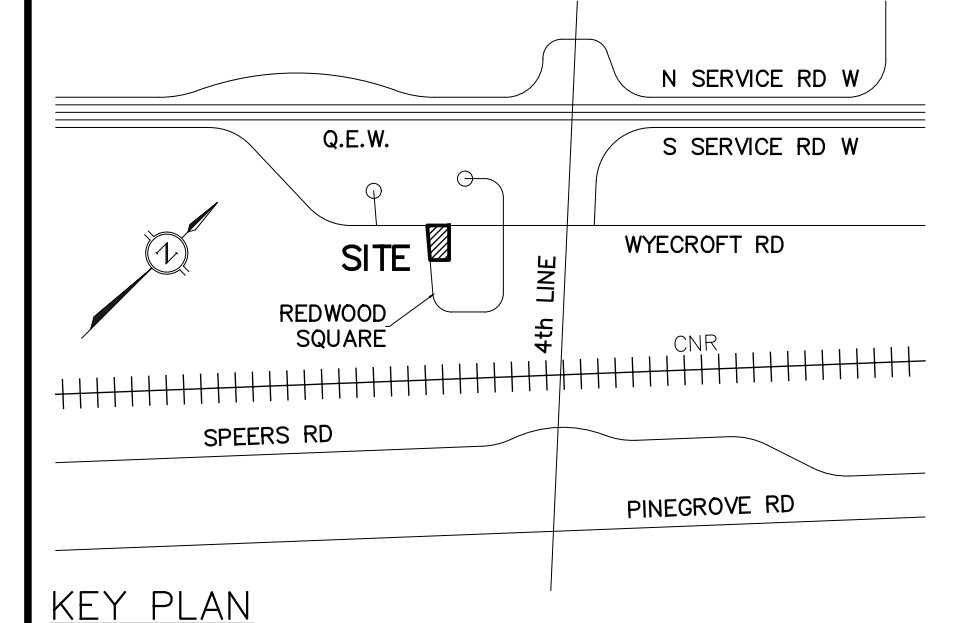 N SERVICE RD W
Q.E.W.
S SERVICE RD W
N
SITE
WYECROFT RD
REDWOOD
SQUARE
4th LINE
CNR
SPEERS RD
PINEGROVE RD
KEY PLAN